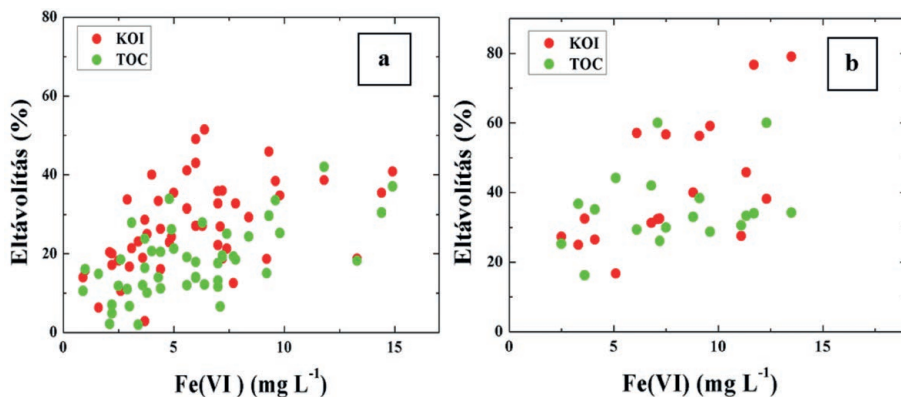 80
KOI
TOC
a
60
40
20
0
Eltávolítás (%)
0 5 10 15
Fe(VI ) (mg L-1)
KOI
TOC
b
80
60
40
20
0
Eltávolítás (%)
0 5 10 15
Fe(VI) (mg L-1)